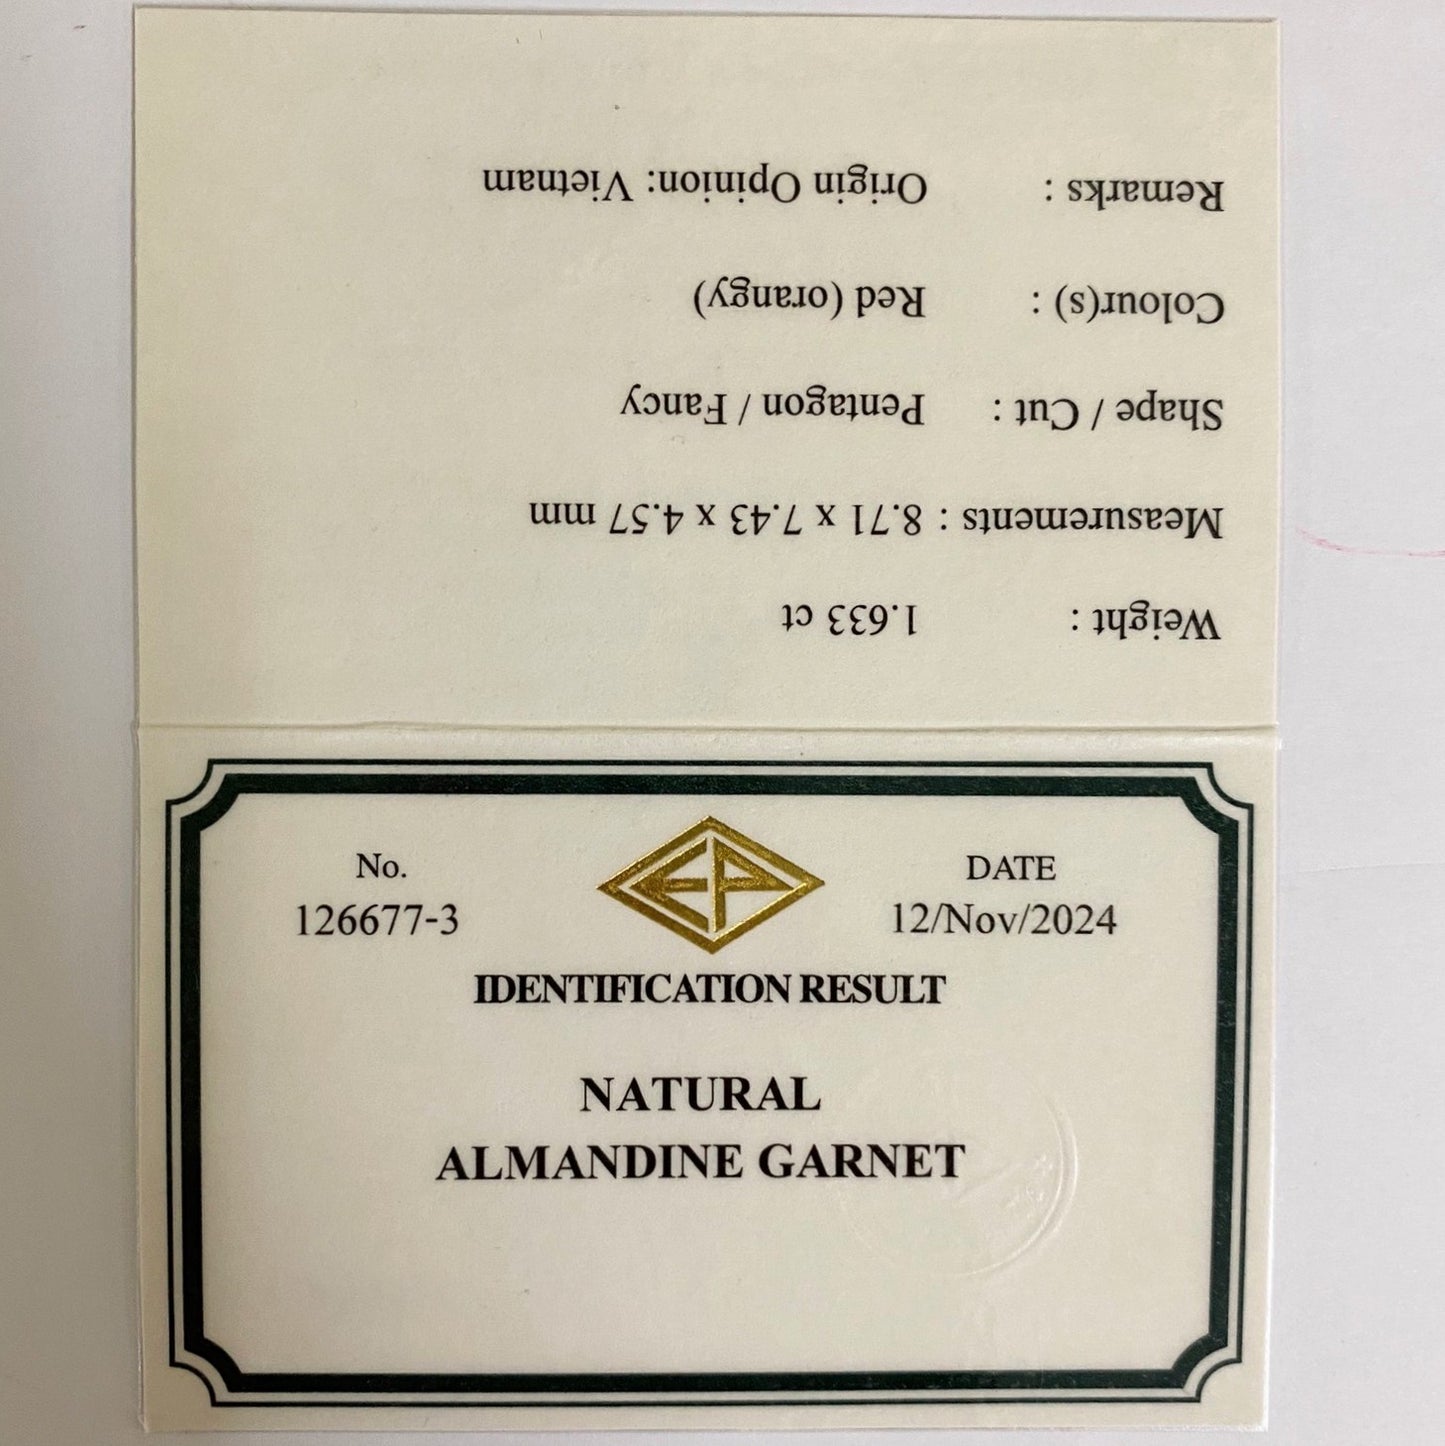 Weight : 1.633 ct
Measurements : 8.71 x 7.43 x 4.57 mm
Shape / Cut : Pentagon / Fancy
Colour(s) : Red (orangy)
Remarks : Origin Opinion: Vietnam
No. EP DATE
126677-3 12/Nov/2024
IDENTIFICATION RESULT
NATURAL
ALMANDINE GARNET